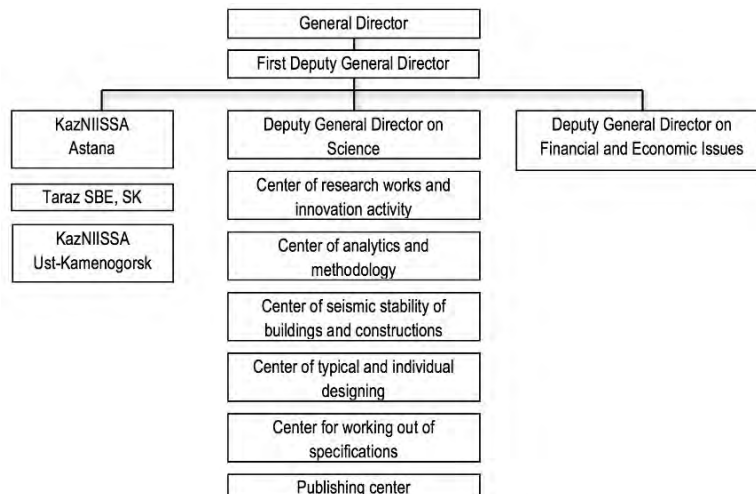 General Director
First Deputy General Director
KazNIISSA
Astana
Deputy General Director on
Science
Deputy General Director on
Financial and Economic Issues
Taraz SBE, SK
KazNIISSA
Ust-Kamenogorsk
Center of research works and
innovation activity
Center of analytics and
methodology
Center of seismic stability of
buildings and constructions
Center of typical and individual
designing
Center for working out of
specifications
Publishing center